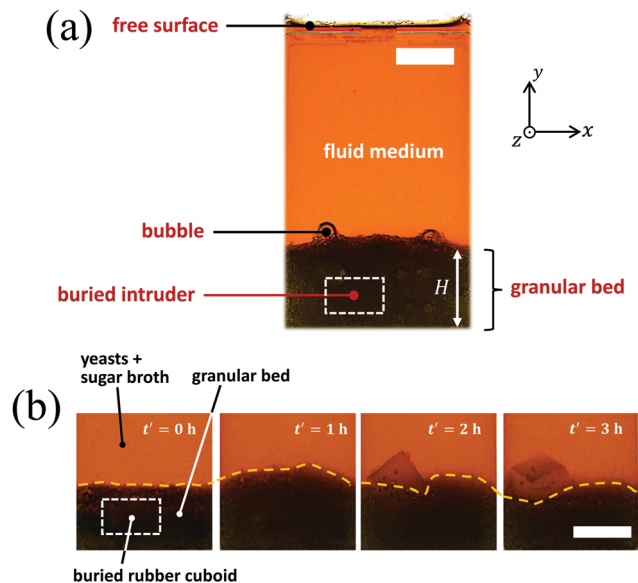 (a)
free surface
y
z
x
fluid medium
bubble
buried intruder
H
granular bed
yeasts +
sugar broth
granular bed
(b)
t′ = 0 h
t′ = 1 h
t′ = 2 h
t′ = 3 h
buried rubber cuboid